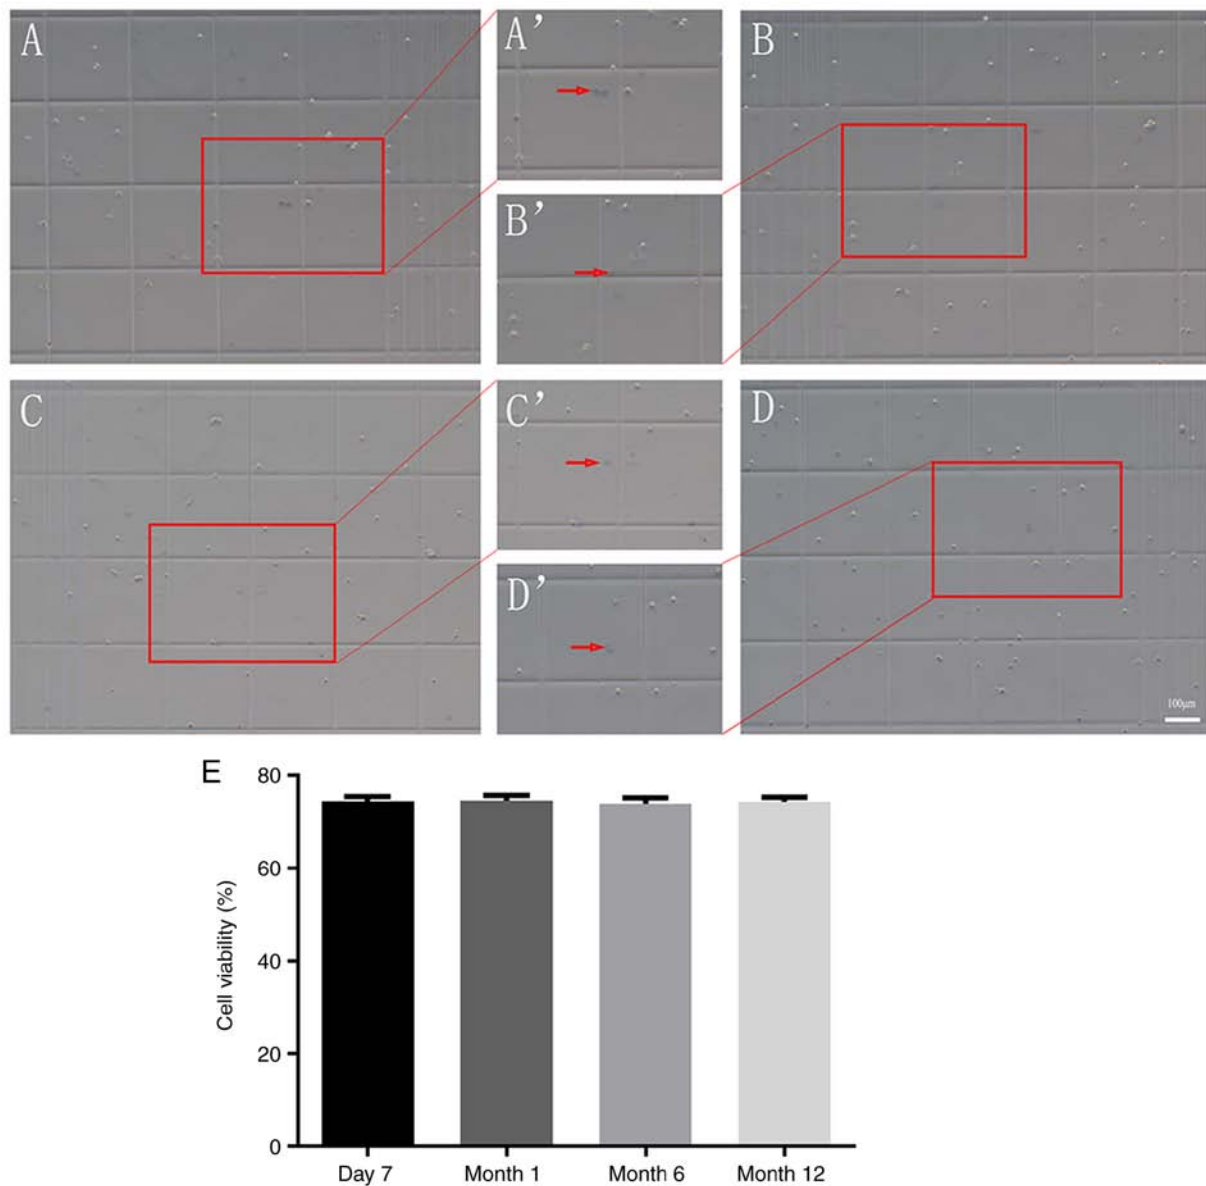 A
A'
B
B'
C
C'
D
D'
100μm
E
80
60
40
20
0
Cell viability (%)
Day 7
Month 1
Month 6
Month 12